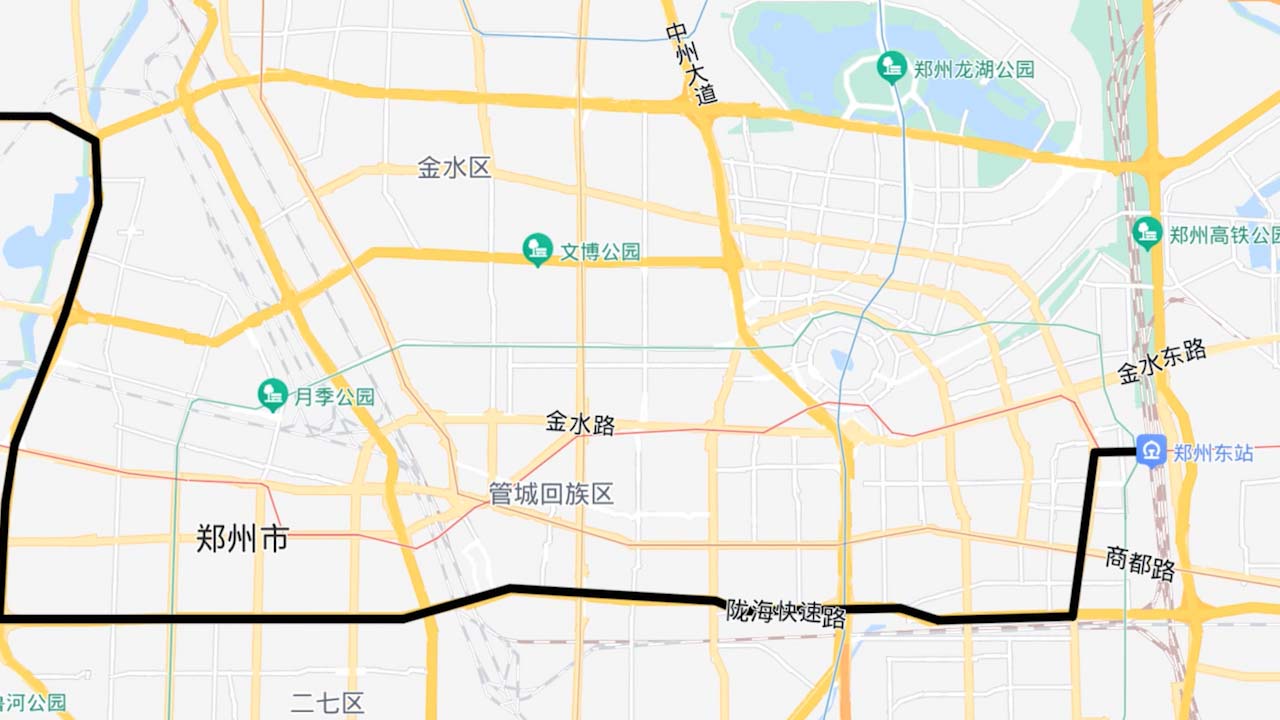 中州大道
郑州龙湖公园
金水区
郑州高铁公园
文博公园
金水东路
月季公园
金水路
郑州东站
管城回族区
郑州市
商都路
陇海快速路
二七区
河公园